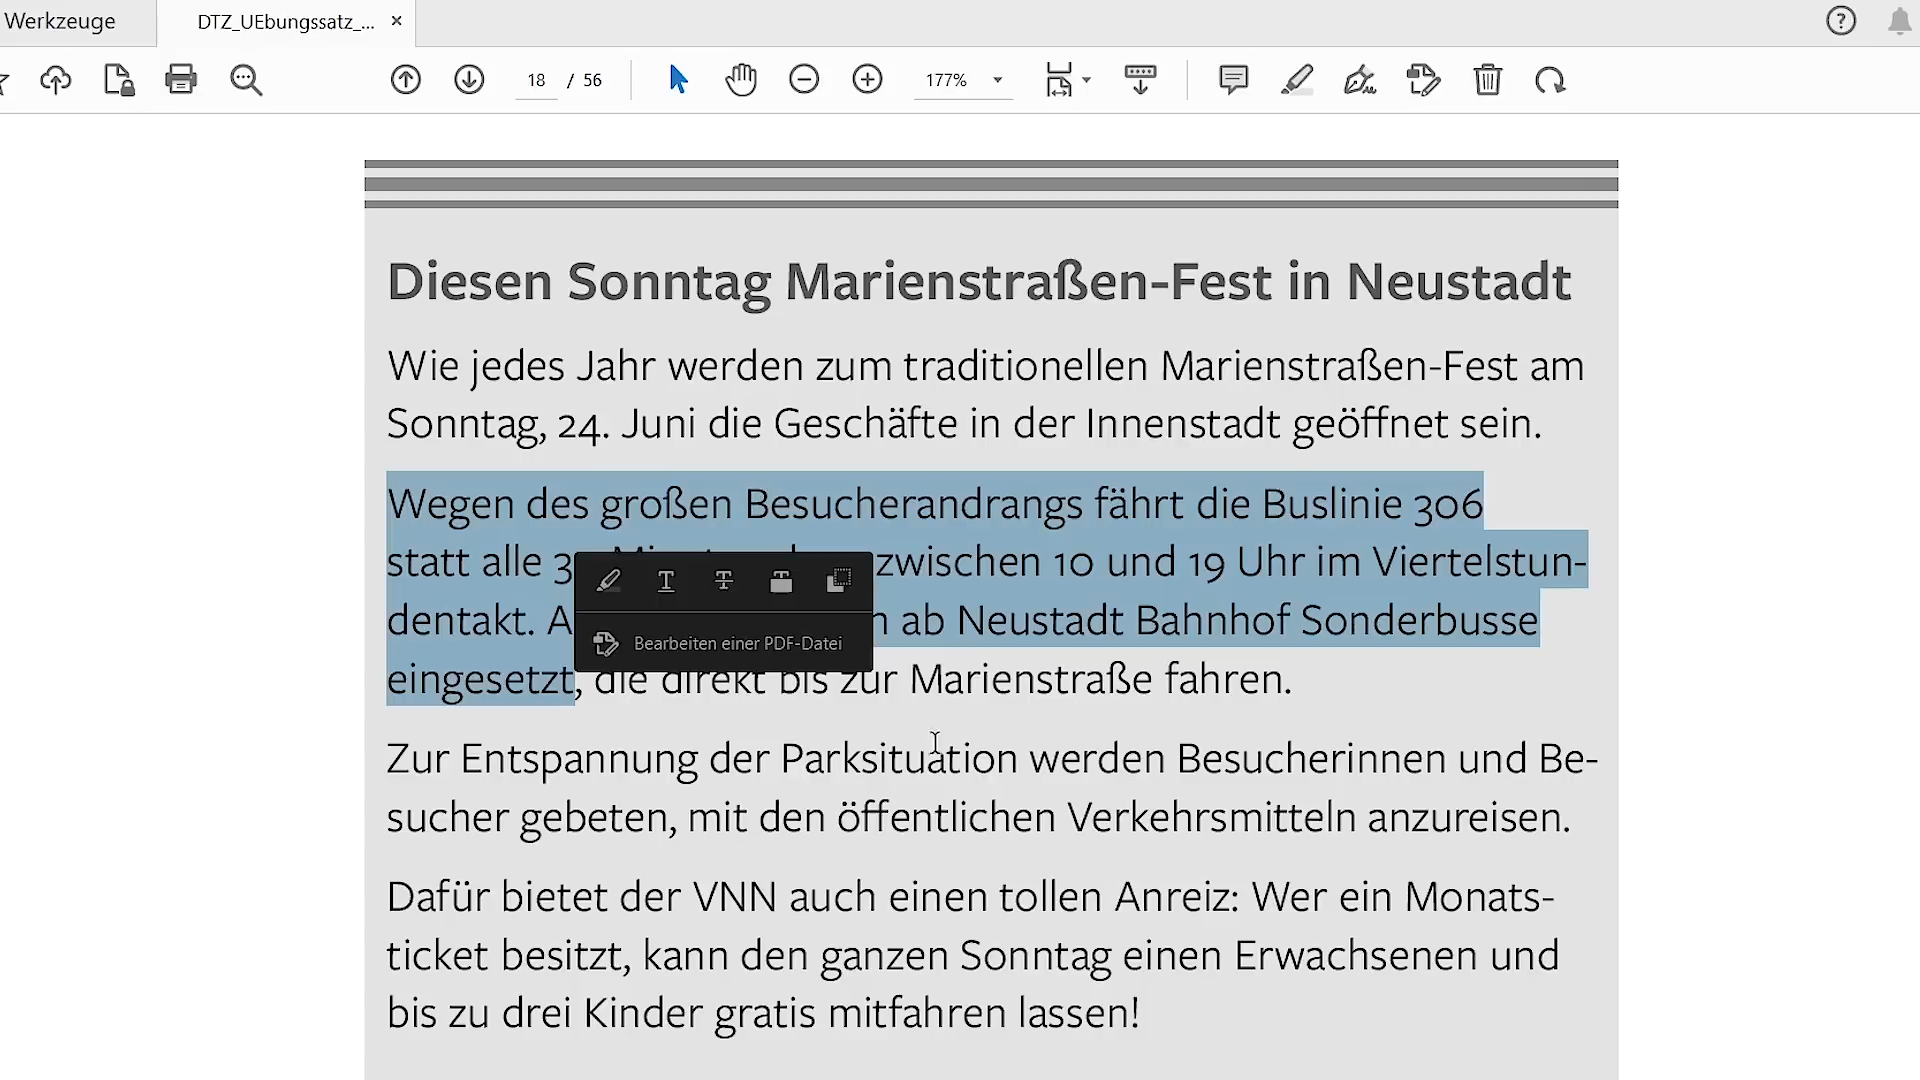 Werkzeuge
DTZ_UEbungssatz_...
18 / 56
177%
Diesen Sonntag Marienstraßen-Fest in Neustadt
Wie jedes Jahr werden zum traditionellen Marienstraßen-Fest am
Sonntag, 24. Juni die Geschäfte in der Innenstadt geöffnet sein.
Wegen des großen Besucherandrangs fährt die Buslinie 306
statt alle zwischen 10 und 19 Uhr im Viertelstun-
dentakt. ab Neustadt Bahnhof Sonderbusse
Bearbeiten einer PDF-Datei
eingesetzt, die direkt bis zur Marienstraße fahren.
Zur Entspannung der Parksituation werden Besucherinnen und Be-
sucher gebeten, mit den öffentlichen Verkehrsmitteln anzureisen.
Dafür bietet der VNN auch einen tollen Anreiz: Wer ein Monats-
ticket besitzt, kann den ganzen Sonntag einen Erwachsenen und
bis zu drei Kinder gratis mitfahren lassen!